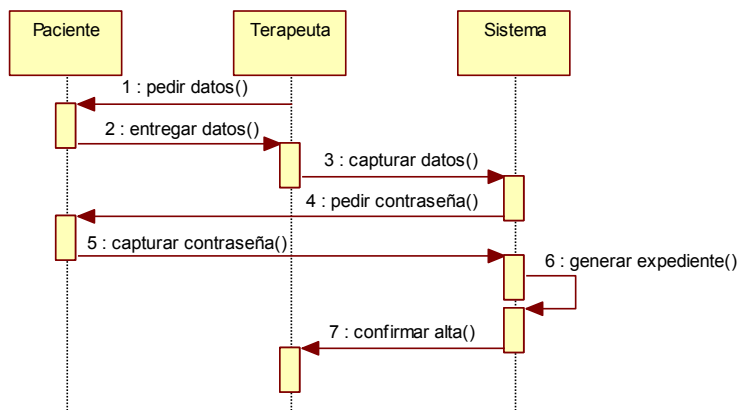 Paciente
Terapeuta
Sistema
1 : pedir datos()
2 : entregar datos()
3 : capturar datos()
4 : pedir contraseña()
5 : capturar contraseña()
6 : generar expediente()
7 : confirmar alta()